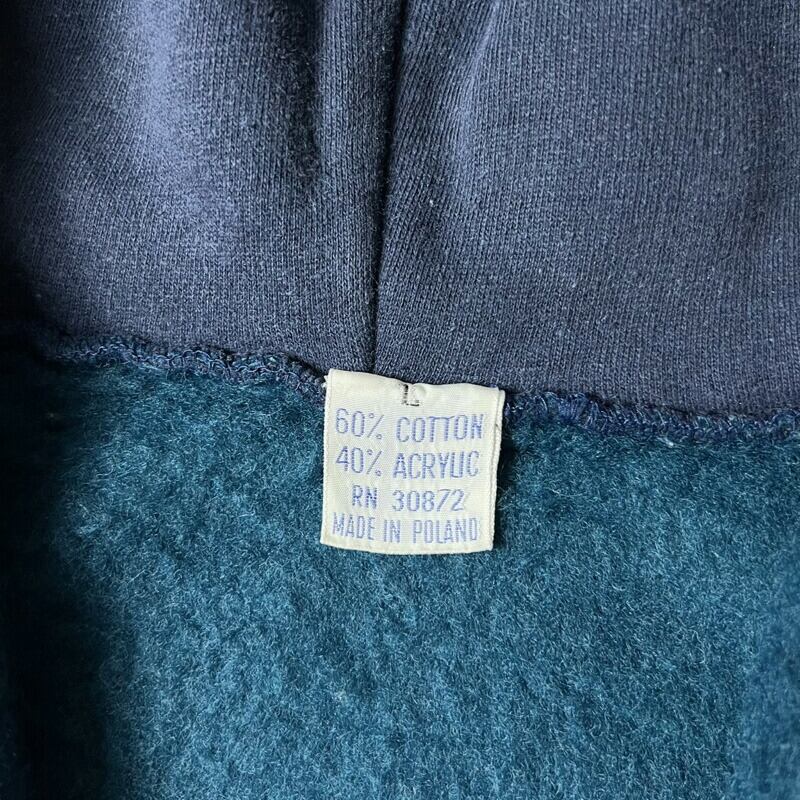 L
60% COTTON
40% ACRYLIC
RN 30872
MADE IN POLAND